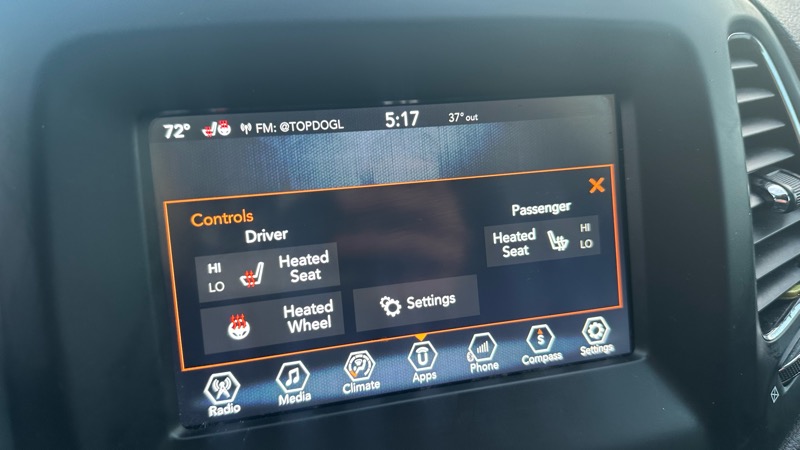 72° FM: @TOPDOGL 5:17 37° out
Controls
Driver
HI
LO
Heated
Seat
Heated
Wheel
Settings
Passenger
Heated
Seat
HI
LO
Radio Media Climate Apps Phone Compass Settings
U
S